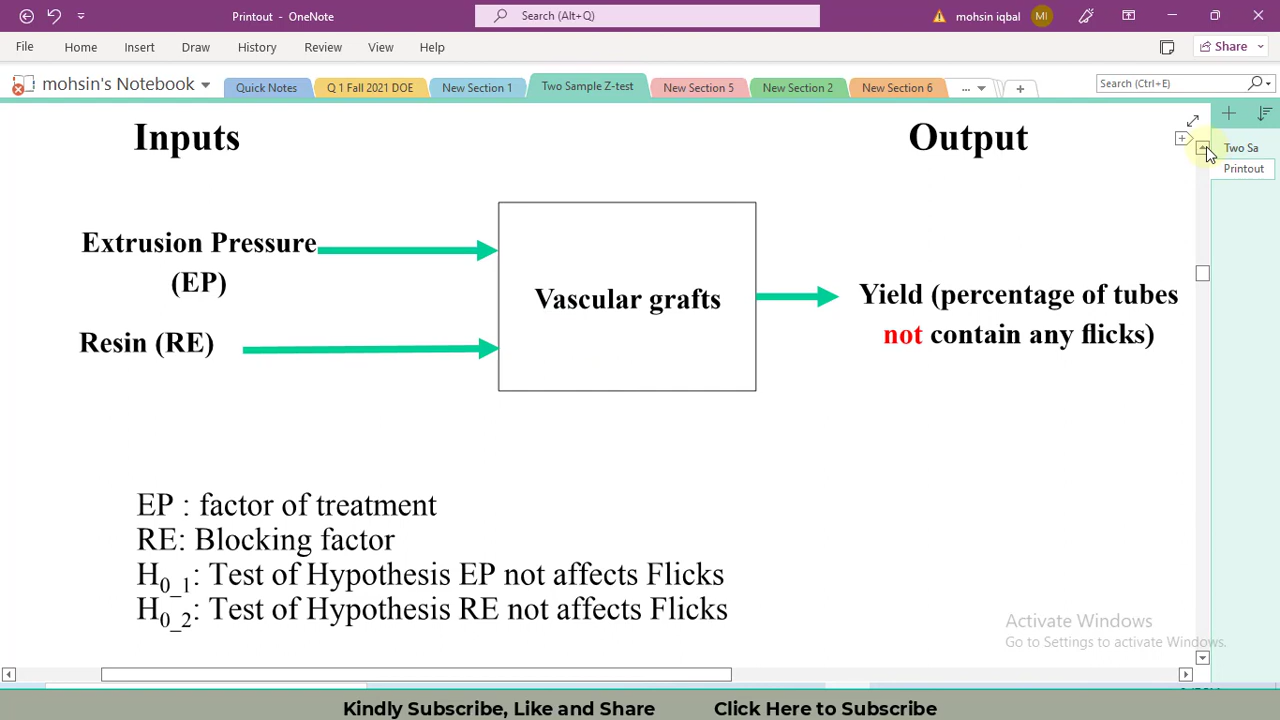 Printout - OneNote
Search (Alt+Q)
mohsin iqbal
MI
File
Home
Insert
Draw
History
Review
View
Help
Share
mohsin's Notebook
Quick Notes
Q 1 Fall 2021 DOE
New Section 1
Two Sample Z-test
New Section 5
New Section 2
New Section 6
...
Search (Ctrl+E)
Two Sa
Printout
Inputs
Output
Extrusion Pressure
(EP)
Resin (RE)
Vascular grafts
Yield (percentage of tubes
not contain any flicks)
EP : factor of treatment
RE: Blocking factor
H0_1: Test of Hypothesis EP not affects Flicks
H0_2: Test of Hypothesis RE not affects Flicks
Activate Windows
Go to Settings to activate Windows.
Kindly Subscribe, Like and Share
Click Here to Subscribe